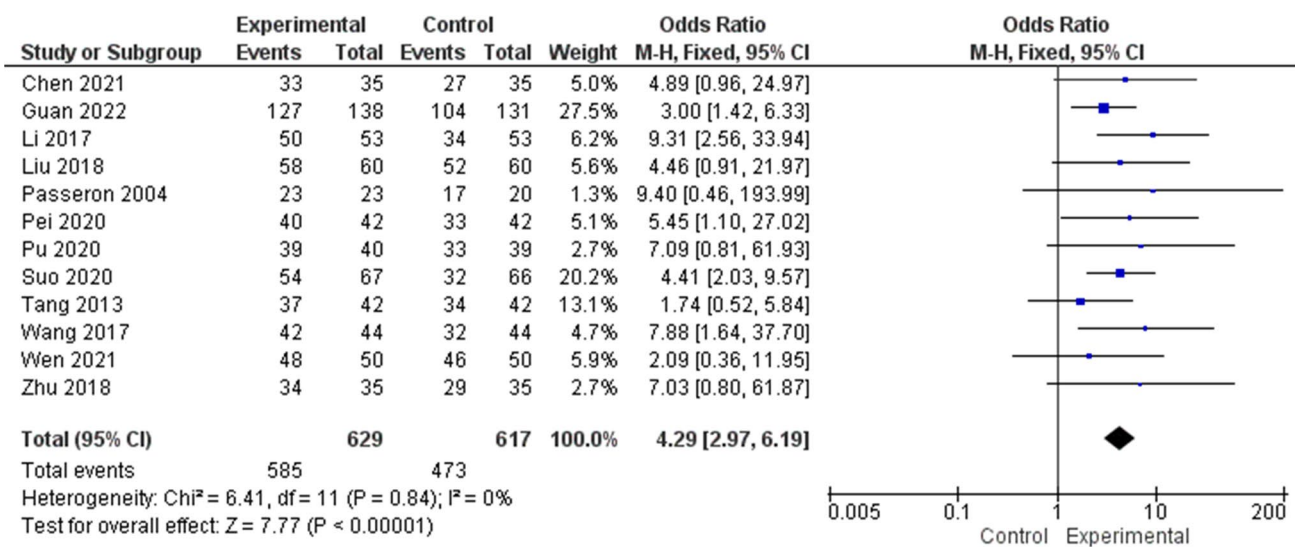 Experimental Control Odds Ratio Odds Ratio
Study or Subgroup Events Total Events Total Weight M-H, Fixed, 95% CI M-H, Fixed, 95% CI
Chen 2021 33 35 27 35 5.0% 4.89 [0.96, 24.97]
Guan 2022 127 138 104 131 27.5% 3.00 [1.42, 6.33]
Li 2017 50 53 34 53 6.2% 9.31 [2.56, 33.94]
Liu 2018 58 60 52 60 5.6% 4.46 [0.91, 21.97]
Passeron 2004 23 23 17 20 1.3% 9.40 [0.46, 193.99]
Pei 2020 40 42 33 42 5.1% 5.45 [1.10, 27.02]
Pu 2020 39 40 33 39 2.7% 7.09 [0.81, 61.93]
Suo 2020 54 67 32 66 20.2% 4.41 [2.03, 9.57]
Tang 2013 37 42 34 42 13.1% 1.74 [0.52, 5.84]
Wang 2017 42 44 32 44 4.7% 7.88 [1.64, 37.70]
Wen 2021 48 50 46 50 5.9% 2.09 [0.36, 11.95]
Zhu 2018 34 35 29 35 2.7% 7.03 [0.80, 61.87]
Total (95% CI) 629 617 100.0% 4.29 [2.97, 6.19]
Total events 585 473
Heterogeneity: Chi² = 6.41, df = 11 (P = 0.84); I² = 0%
Test for overall effect: Z = 7.77 (P < 0.00001)
0.005 0.1 1 10 200
Control Experimental